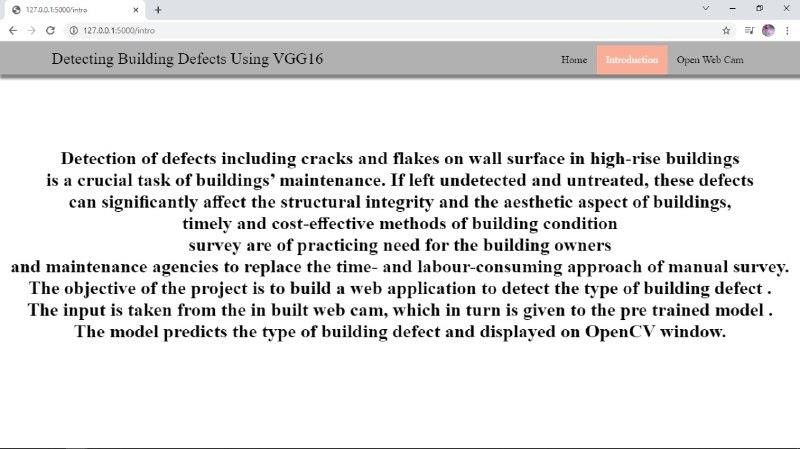 127.0.0.1:5000/intro
127.0.0.1:5000/intro
Detecting Building Defects Using VGG16
Home Introduction Open Web Cam
Detection of defects including cracks and flakes on wall surface in high-rise buildings
is a crucial task of buildings’ maintenance. If left undetected and untreated, these defects
can significantly affect the structural integrity and the aesthetic aspect of buildings,
timely and cost-effective methods of building condition
survey are of practicing need for the building owners
and maintenance agencies to replace the time- and labour-consuming approach of manual survey.
The objective of the project is to build a web application to detect the type of building defect .
The input is taken from the in built web cam, which in turn is given to the pre trained model .
The model predicts the type of building defect and displayed on OpenCV window.